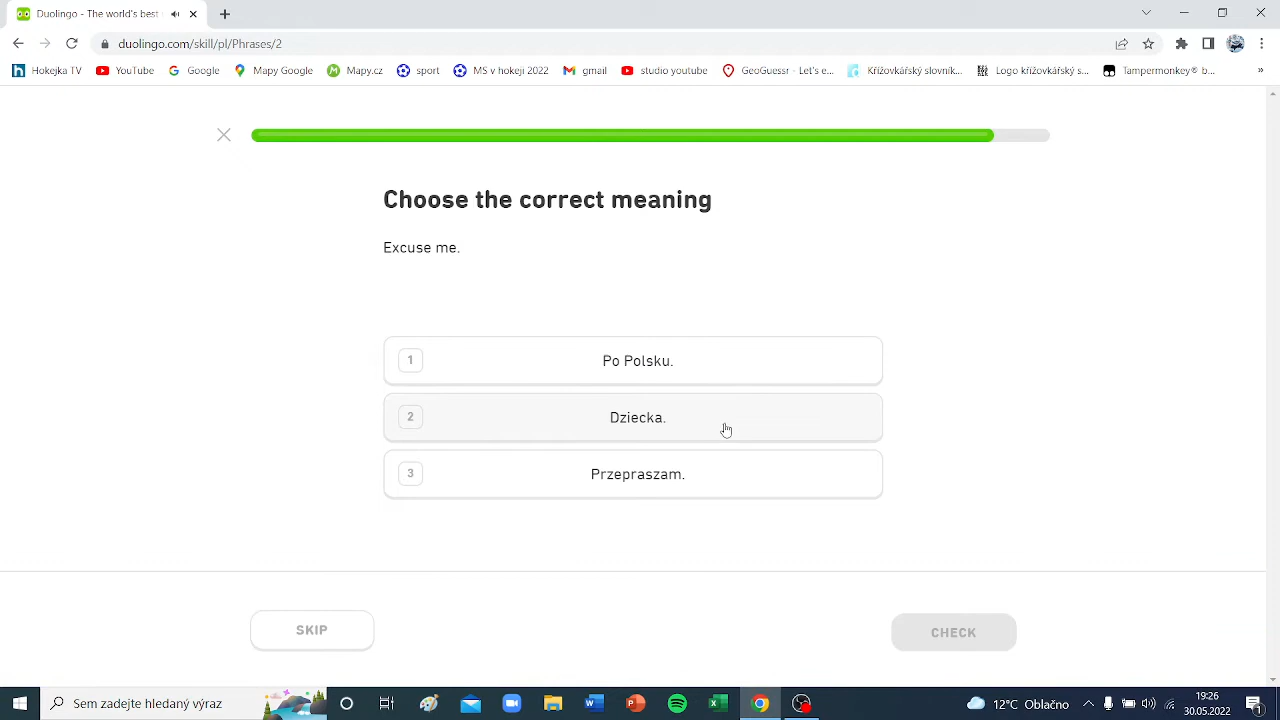 Duolingo - The world's best
duolingo.com/skill/pl/Phrases/2
Hokejka TV YouTube Google Mapy Google Mapy.cz sport MS v hokeji 2022 gmail studio youtube GeoGuessr - Let's e... Křížovkářský slovník... Logo křížovkářský s... Tampermonkey® b... »
Choose the correct meaning
Excuse me.
1 Po Polsku.
2 Dziecka.
3 Przepraszam.
SKIP
CHECK
Sem zadejte hledaný výraz
12°C Oblačno
19:26
30.05.2022